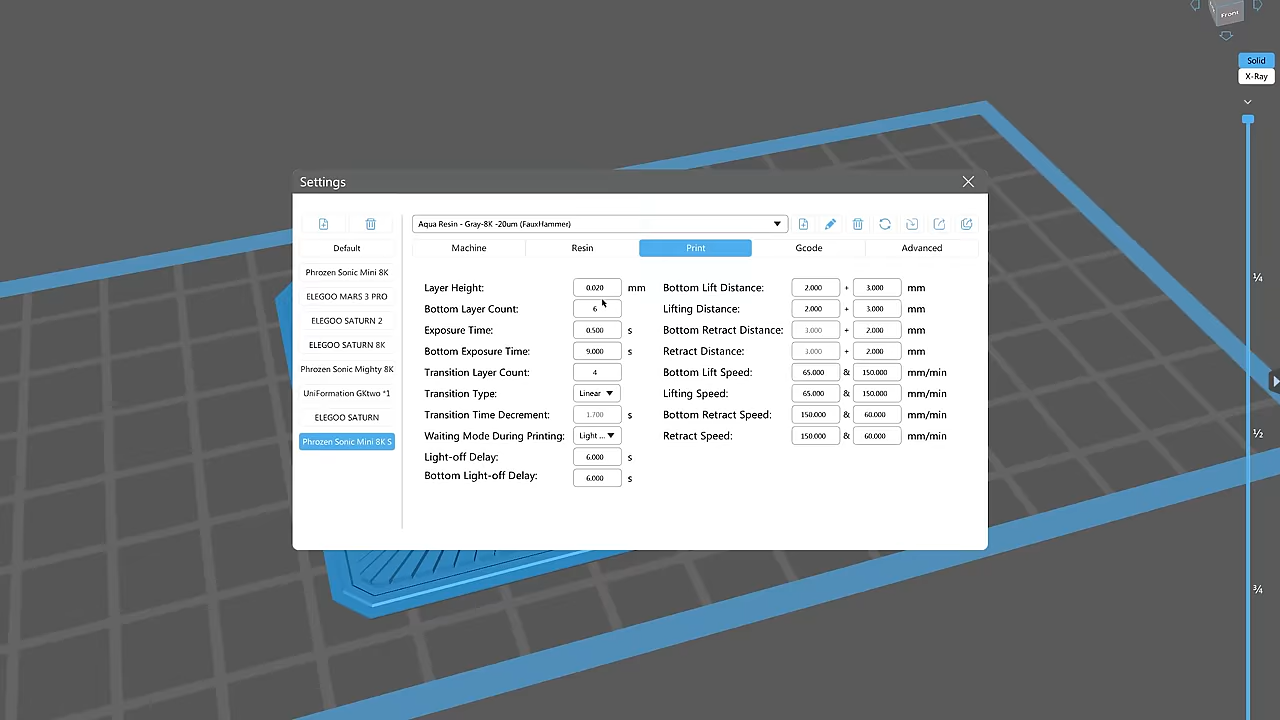 Front
Solid
X-Ray
Settings
Aqua Resin - Gray-8K -20um (FauxHammer)
Default
Phrozen Sonic Mini 8K
ELEGOO MARS 3 PRO
ELEGOO SATURN 2
ELEGOO SATURN 8K
Phrozen Sonic Mighty 8K
UniFormation GKtwo *1
ELEGOO SATURN
Phrozen Sonic Mini 8K S
Machine Resin Print Gcode Advanced
Layer Height: 0.020 mm
Bottom Layer Count: 6
Exposure Time: 0.500 s
Bottom Exposure Time: 9.000 s
Transition Layer Count: 4
Transition Type: Linear
Transition Time Decrement: 1.700 s
Waiting Mode During Printing: Light ...
Light-off Delay: 6.000 s
Bottom Light-off Delay: 6.000 s
Bottom Lift Distance: 2.000 + 3.000 mm
Lifting Distance: 2.000 + 3.000 mm
Bottom Retract Distance: 3.000 + 2.000 mm
Retract Distance: 3.000 + 2.000 mm
Bottom Lift Speed: 65.000 & 150.000 mm/min
Lifting Speed: 65.000 & 150.000 mm/min
Bottom Retract Speed: 150.000 & 60.000 mm/min
Retract Speed: 150.000 & 60.000 mm/min
¼
½
¾